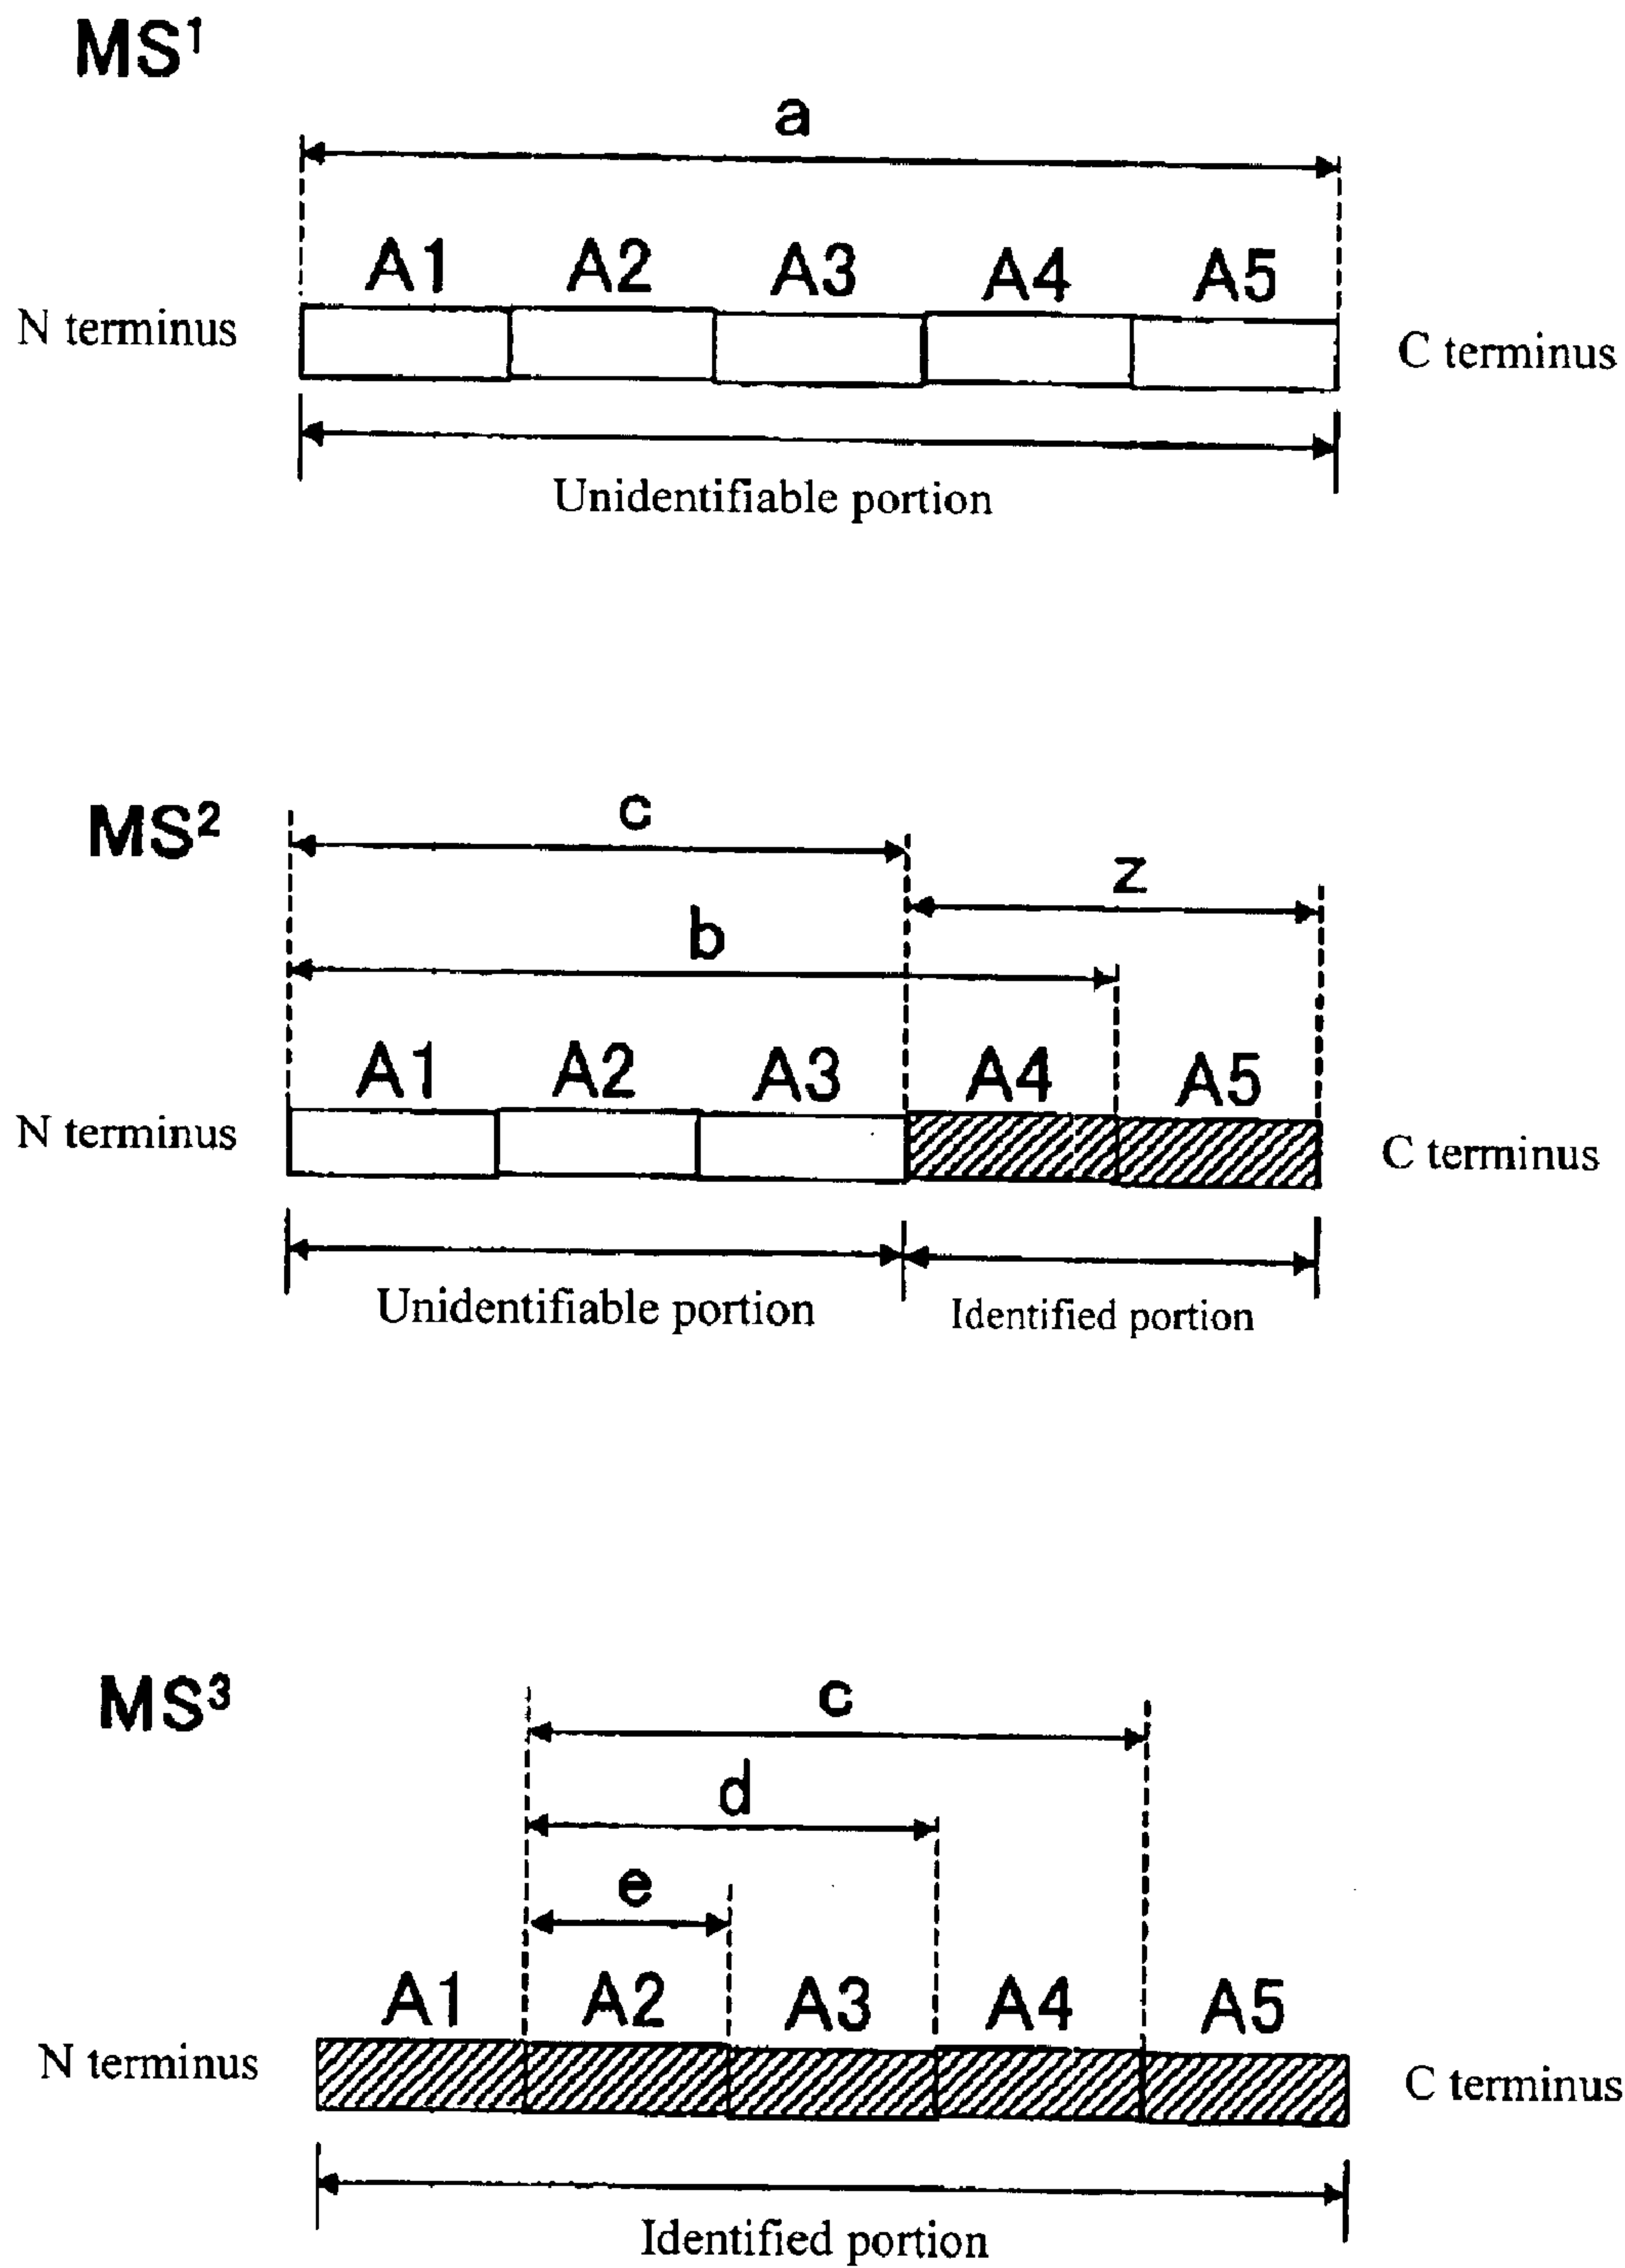 MS¹
a
A1 A2 A3 A4 A5
N terminus C terminus
Unidentifiable portion
MS²
c
z
b
A1 A2 A3 A4 A5
N terminus C terminus
Unidentifiable portion Identified portion
MS³
c
d
e
A1 A2 A3 A4 A5
N terminus C terminus
Identified portion